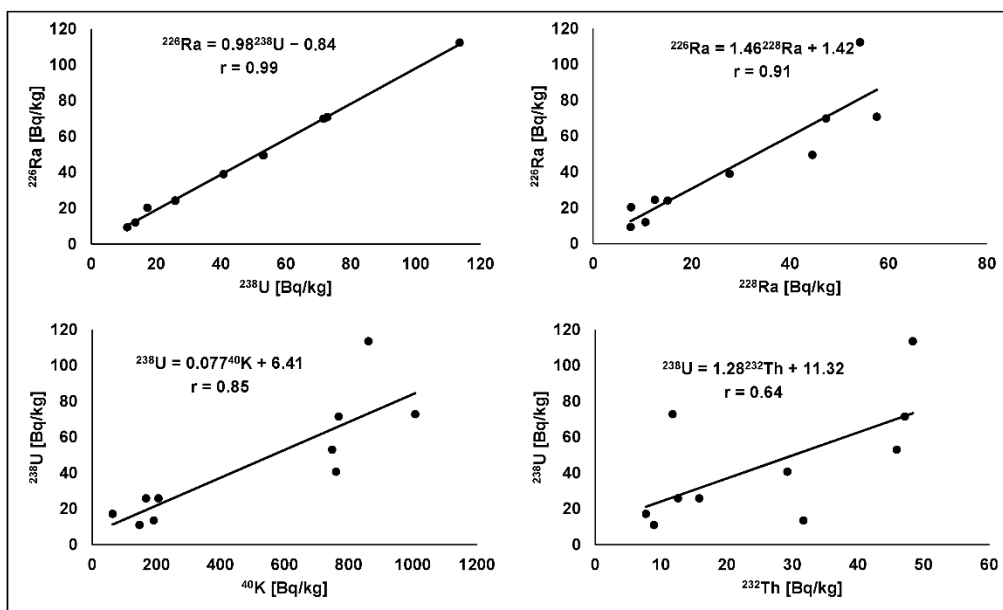 ²²⁶Ra = 0.98²³⁸U − 0.84
r = 0.99
120
100
80
60
40
20
0
²²⁶Ra [Bq/kg]
0 20 40 60 80 100 120
²³⁸U [Bq/kg]
²²⁶Ra = 1.46²²⁸Ra + 1.42
r = 0.91
120
100
80
60
40
20
0
²²⁶Ra [Bq/kg]
0 20 40 60 80
²²⁸Ra [Bq/kg]
²³⁸U = 0.077⁴⁰K + 6.41
r = 0.85
120
100
80
60
40
20
0
²³⁸U [Bq/kg]
0 200 400 600 800 1000 1200
⁴⁰K [Bq/kg]
²³⁸U = 1.28²³²Th + 11.32
r = 0.64
120
100
80
60
40
20
0
²³⁸U [Bq/kg]
0 10 20 30 40 50 60
²³²Th [Bq/kg]